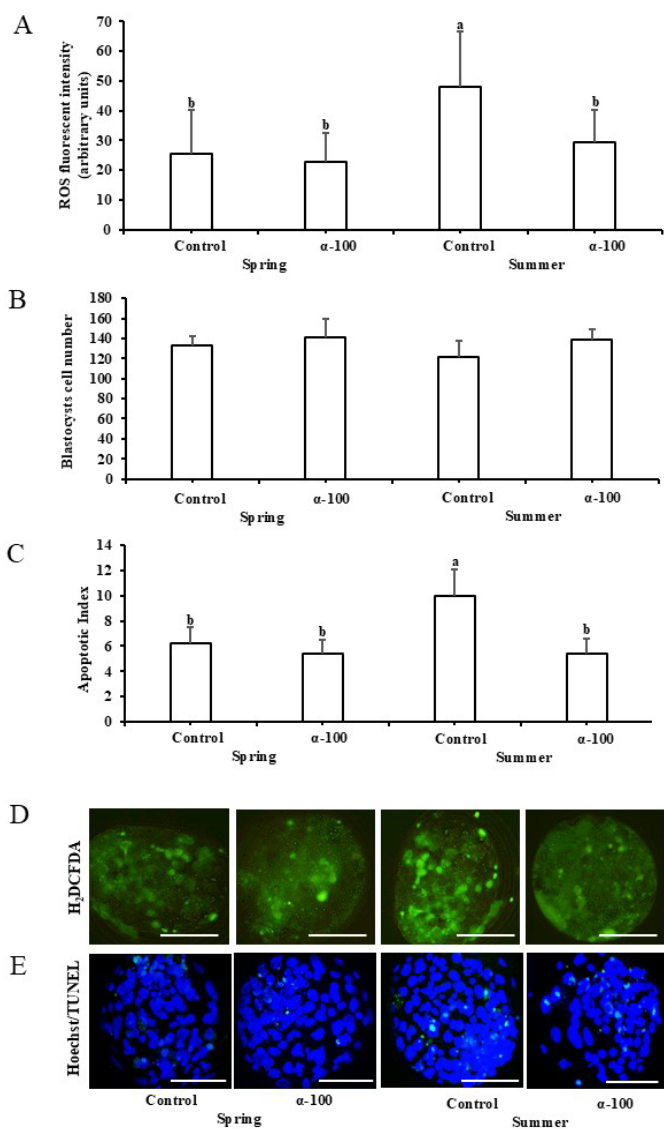 A
ROS fluorescent intensity
(arbitrary units)
70
60
50
40
30
20
10
0
b
b
a
b
Control
α-100
Control
α-100
Spring
Summer
B
Blastocysts cell number
180
160
140
120
100
80
60
40
20
0
Control
α-100
Control
α-100
Spring
Summer
C
Apoptotic Index
14
12
10
8
6
4
2
0
b
b
a
b
Control
α-100
Control
α-100
Spring
Summer
D
H₂DCFDA
E
Hoechst/TUNEL
Control
α-100
Control
α-100
Spring
Summer